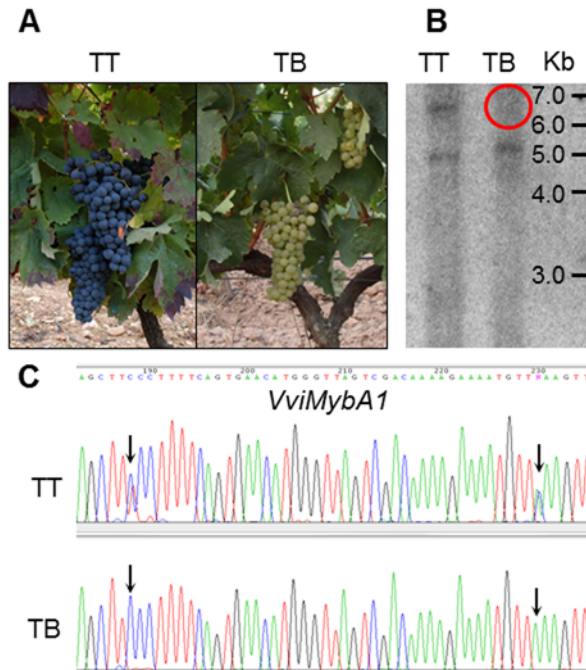 A
B
TT
TB
TT TB Kb
7.0
6.0
5.0
4.0
3.0
C
190 200 210 220 230
AGCTTCCCTTTTCAGTGAACATGGGTTAGTCGACAAAAGAAAATGTTMAAGTT
VviMybA1
TT
TB